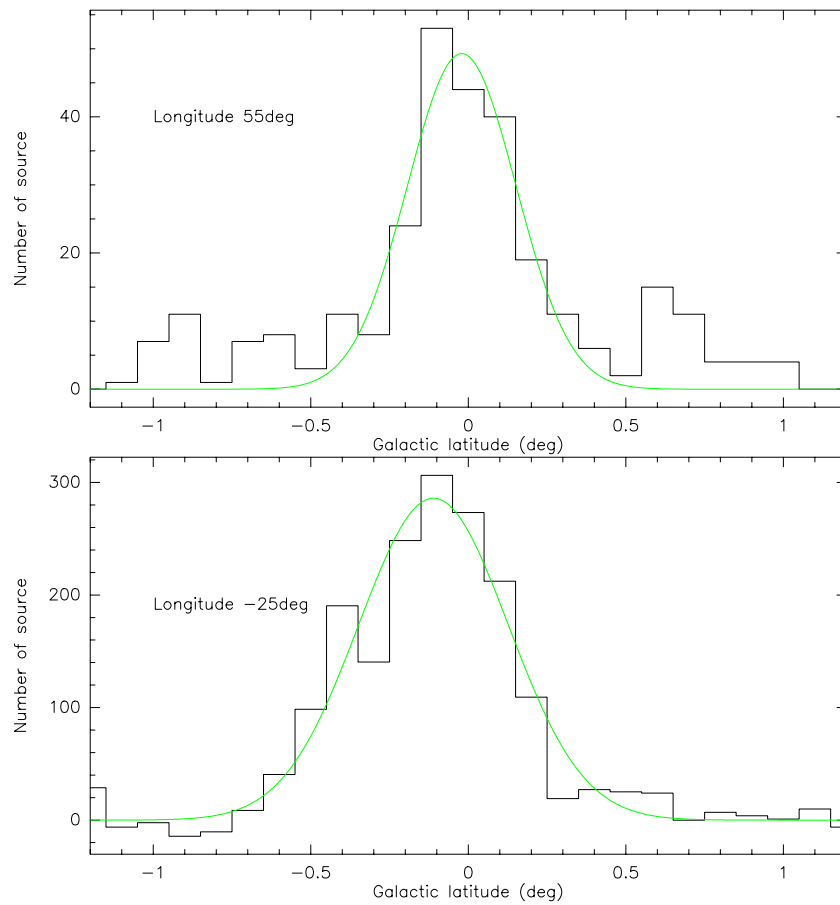 Number of source
40
20
0
Longitude 55deg
−1
−0.5
0
0.5
1
Galactic latitude (deg)
Number of source
300
200
100
0
Longitude −25deg
−1
−0.5
0
0.5
1
Galactic latitude (deg)